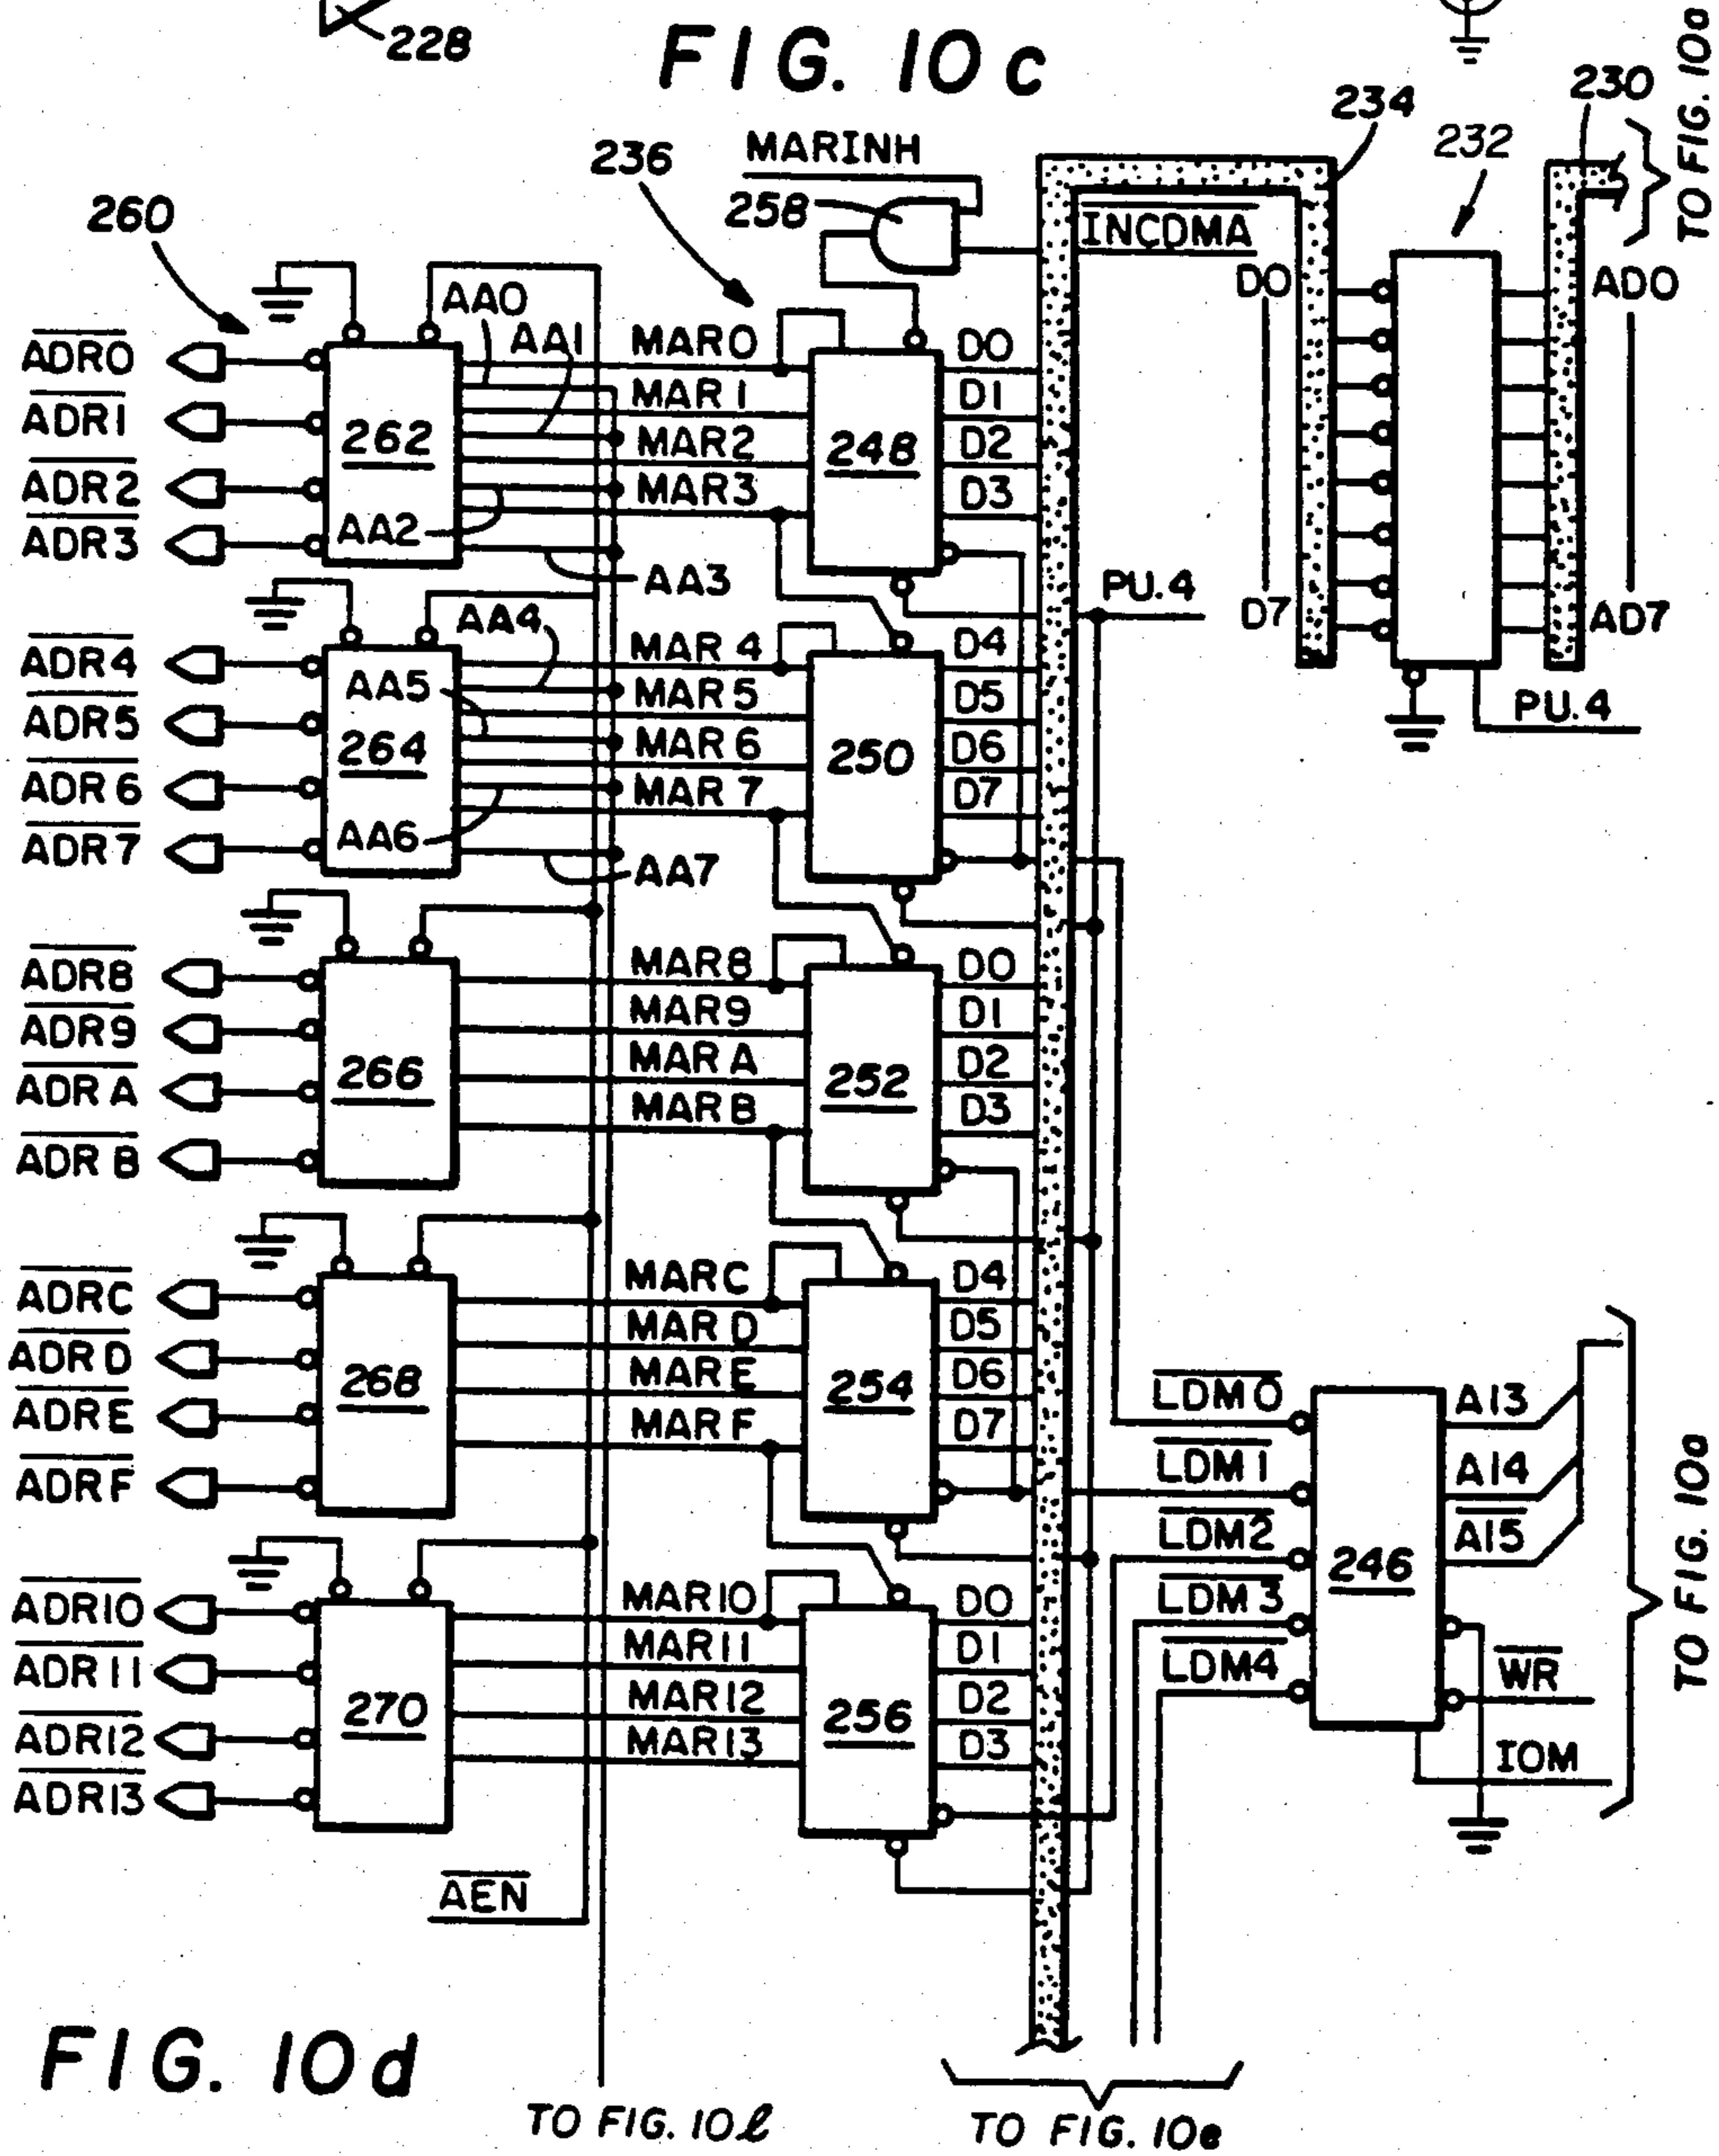 228
FIG. 10c
TO FIG. 10a
230
234
232
236
MARINH
258
INCDMA
260
D0
AD0
AA0
AA1
ADR0
MAR0
D0
MAR1
D1
ADR1
262
MAR2
248
D2
ADR2
MAR3
D3
AA2
ADR3
AA3
PU.4
D7
AD7
AA4
MAR 4
D4
ADR4
AA5
MAR 5
D5
PU.4
ADR5
264
MAR 6
250
D6
ADR6
MAR 7
D7
AA6
ADR7
AA7
MAR8
D0
ADR8
MAR9
D1
ADR9
266
MAR A
252
D2
ADR A
MAR B
D3
ADR B
MARC
D4
ADRC
MAR D
D5
ADR D
268
MAR E
254
D6
LDM0
A13
ADRE
MAR F
D7
LDM1
A14
ADRF
LDM2
A15
TO FIG. 10a
246
MAR10
D0
LDM3
ADR10
MAR11
D1
LDM4
WR
ADR11
270
MAR12
256
D2
ADR12
MAR13
D3
IOM
ADR13
AEN
FIG. 10d
TO FIG. 10l
TO FIG. 10e